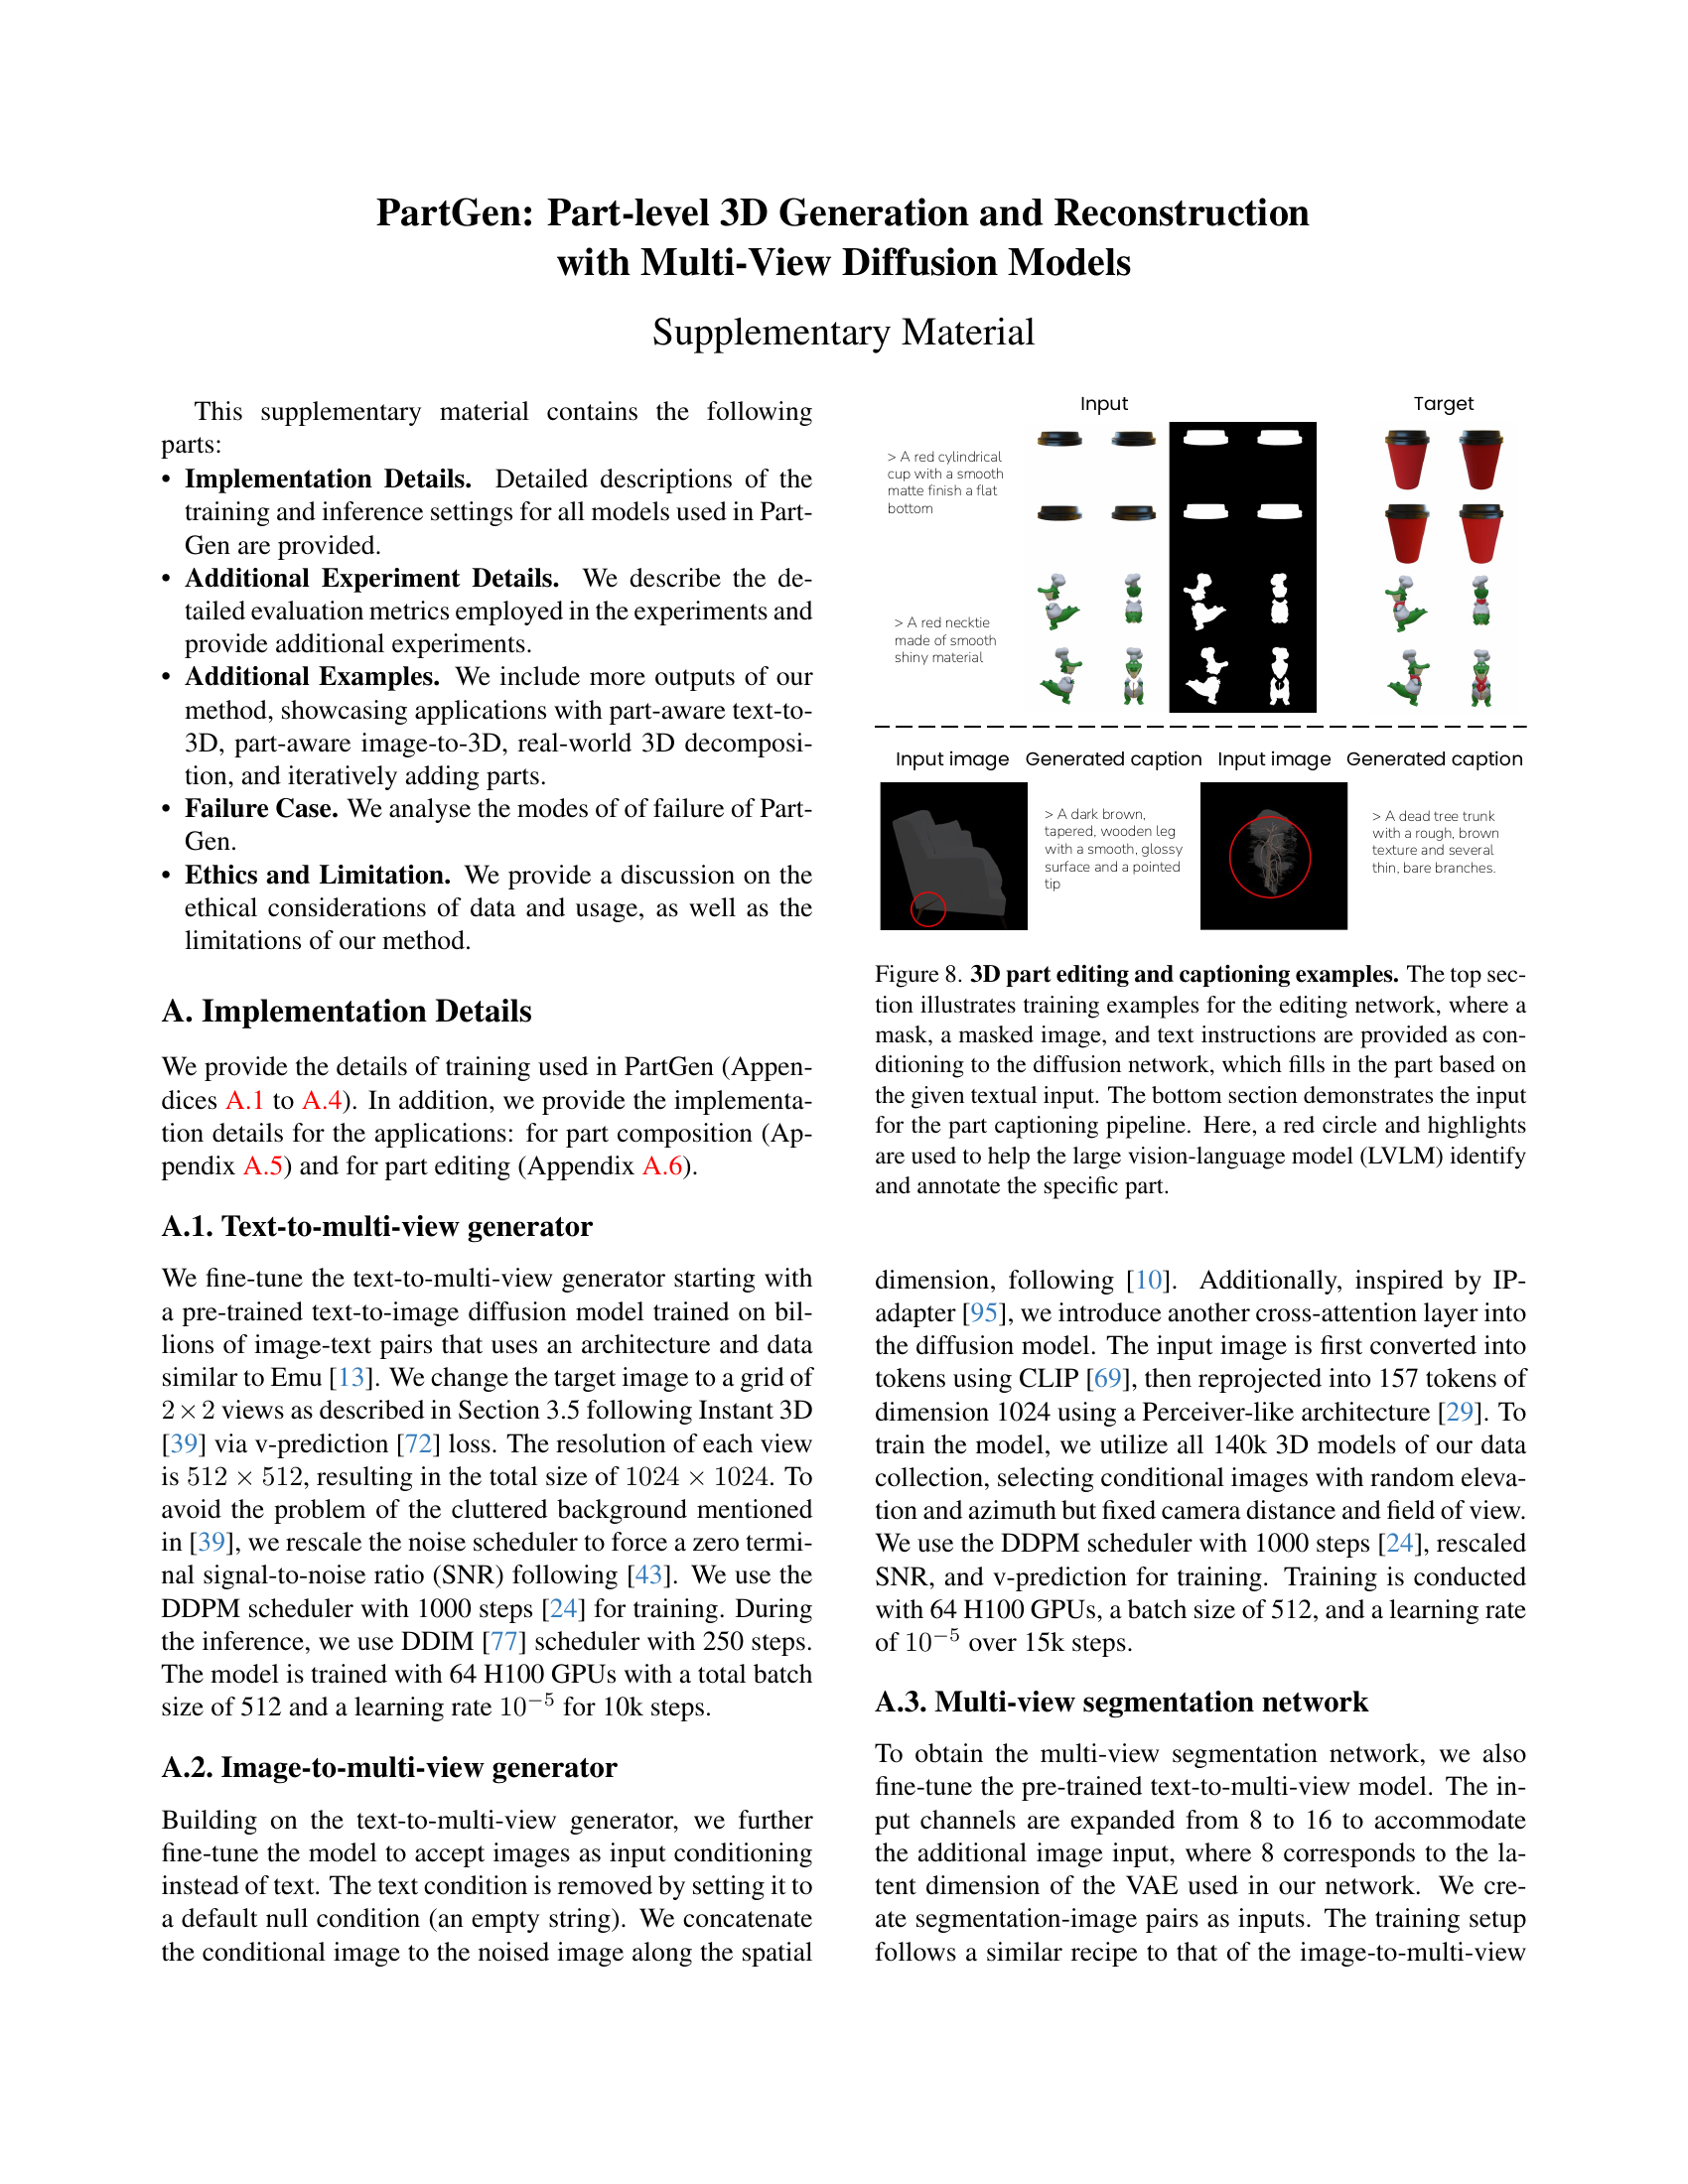 PartGen: Part-level 3D Generation and Reconstruction
with Multi-View Diffusion Models
Supplementary Material
This supplementary material contains the following
parts:
• Implementation Details. Detailed descriptions of the
training and inference settings for all models used in Part-
Gen are provided.
• Additional Experiment Details. We describe the de-
tailed evaluation metrics employed in the experiments and
provide additional experiments.
• Additional Examples. We include more outputs of our
method, showcasing applications with part-aware text-to-
3D, part-aware image-to-3D, real-world 3D decomposi-
tion, and iteratively adding parts.
• Failure Case. We analyse the modes of of failure of Part-
Gen.
• Ethics and Limitation. We provide a discussion on the
ethical considerations of data and usage, as well as the
limitations of our method.
A. Implementation Details
We provide the details of training used in PartGen (Appen-
dices A.1 to A.4). In addition, we provide the implementa-
tion details for the applications: for part composition (Ap-
pendix A.5) and for part editing (Appendix A.6).
A.1. Text-to-multi-view generator
We fine-tune the text-to-multi-view generator starting with
a pre-trained text-to-image diffusion model trained on bil-
lions of image-text pairs that uses an architecture and data
similar to Emu [13]. We change the target image to a grid of
2 × 2 views as described in Section 3.5 following Instant 3D
[39] via v-prediction [72] loss. The resolution of each view
is 512 × 512, resulting in the total size of 1024 × 1024. To
avoid the problem of the cluttered background mentioned
in [39], we rescale the noise scheduler to force a zero termi-
nal signal-to-noise ratio (SNR) following [43]. We use the
DDPM scheduler with 1000 steps [24] for training. During
the inference, we use DDIM [77] scheduler with 250 steps.
The model is trained with 64 H100 GPUs with a total batch
size of 512 and a learning rate 10⁻⁵ for 10k steps.
A.2. Image-to-multi-view generator
Building on the text-to-multi-view generator, we further
fine-tune the model to accept images as input conditioning
instead of text. The text condition is removed by setting it to
a default null condition (an empty string). We concatenate
the conditional image to the noised image along the spatial
Input
Target
> A red cylindrical
cup with a smooth
matte finish a flat
bottom
> A red necktie
made of smooth
shiny material
Input image Generated caption Input image Generated caption
> A dark brown,
tapered, wooden leg
with a smooth, glossy
surface and a pointed
tip
> A dead tree trunk
with a rough, brown
texture and several
thin, bare branches.
Figure 8. 3D part editing and captioning examples. The top sec-
tion illustrates training examples for the editing network, where a
mask, a masked image, and text instructions are provided as con-
ditioning to the diffusion network, which fills in the part based on
the given textual input. The bottom section demonstrates the input
for the part captioning pipeline. Here, a red circle and highlights
are used to help the large vision-language model (LVLM) identify
and annotate the specific part.
dimension, following [10]. Additionally, inspired by IP-
adapter [95], we introduce another cross-attention layer into
the diffusion model. The input image is first converted into
tokens using CLIP [69], then reprojected into 157 tokens of
dimension 1024 using a Perceiver-like architecture [29]. To
train the model, we utilize all 140k 3D models of our data
collection, selecting conditional images with random eleva-
tion and azimuth but fixed camera distance and field of view.
We use the DDPM scheduler with 1000 steps [24], rescaled
SNR, and v-prediction for training. Training is conducted
with 64 H100 GPUs, a batch size of 512, and a learning rate
of 10⁻⁵ over 15k steps.
A.3. Multi-view segmentation network
To obtain the multi-view segmentation network, we also
fine-tune the pre-trained text-to-multi-view model. The in-
put channels are expanded from 8 to 16 to accommodate
the additional image input, where 8 corresponds to the la-
tent dimension of the VAE used in our network. We cre-
ate segmentation-image pairs as inputs. The training setup
follows a similar recipe to that of the image-to-multi-view